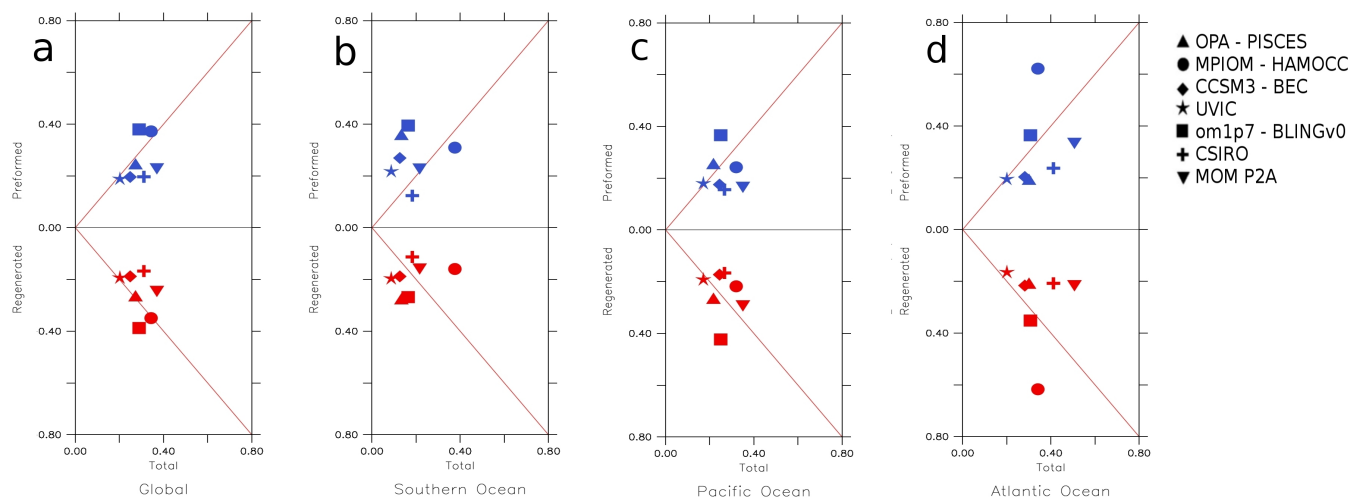 a
0.80
0.40
0.00
0.40
0.80
Preformed
Regenerated
0.00 0.40 0.80
Total
Global
b
0.80
0.40
0.00
0.40
0.80
Preformed
Regenerated
0.00 0.40 0.80
Total
Southern Ocean
c
0.80
0.40
0.00
0.40
0.80
Preformed
Regenerated
0.00 0.40 0.80
Total
Pacific Ocean
d
0.80
0.40
0.00
0.40
0.80
Preformed
Regenerated
0.00 0.40 0.80
Total
Atlantic Ocean
OPA - PISCES
MPIOM - HAMOCC
CCSM3 - BEC
UVIC
om1p7 - BLINGv0
CSIRO
MOM P2A